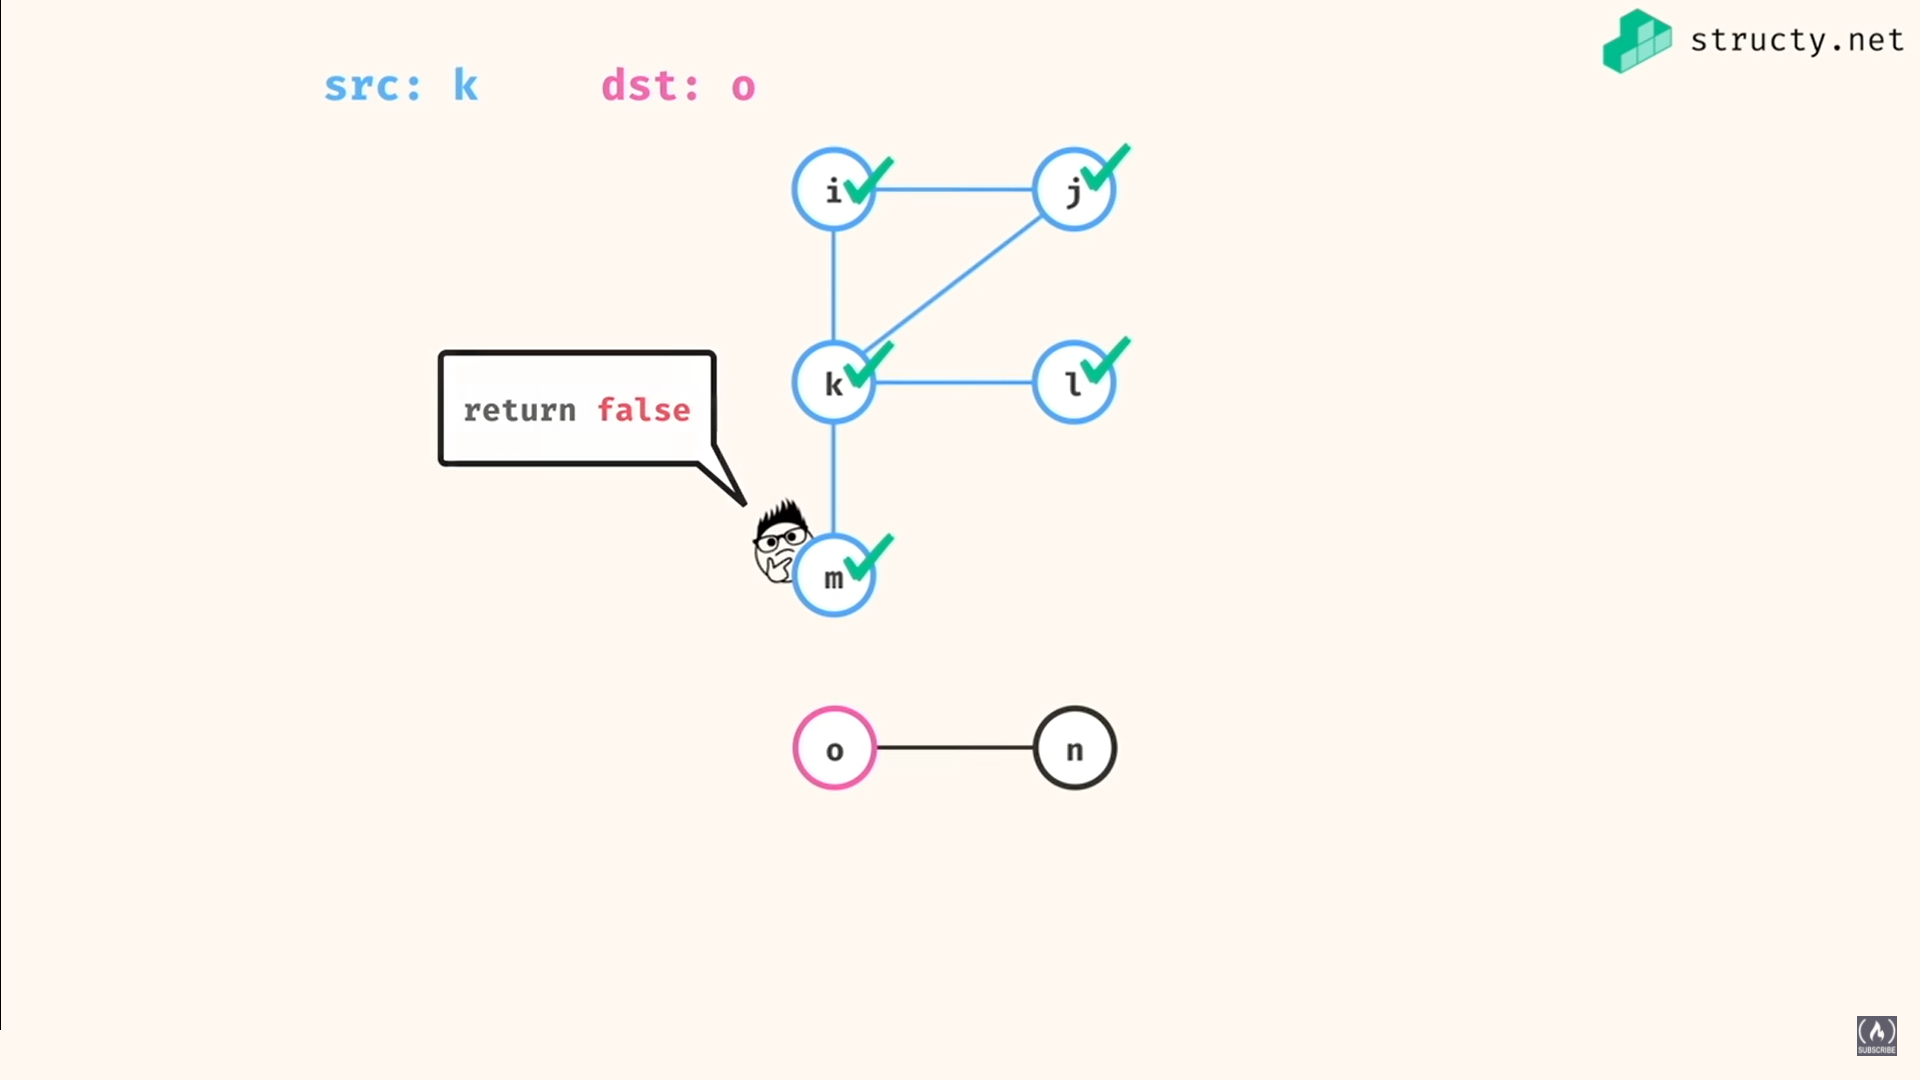 structy.net
src: k dst: o
i j
k l
return false
m
o n
SUBSCRIBE